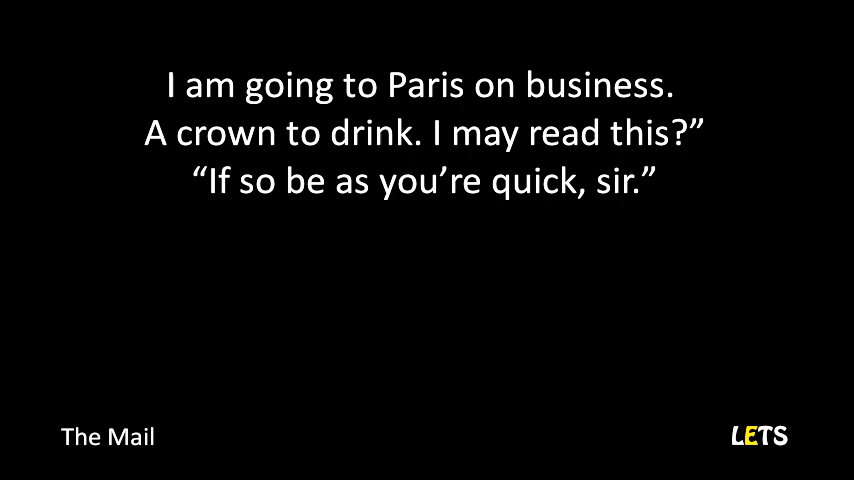 I am going to Paris on business.
A crown to drink. I may read this?”
“If so be as you’re quick, sir.”
The Mail
LETS